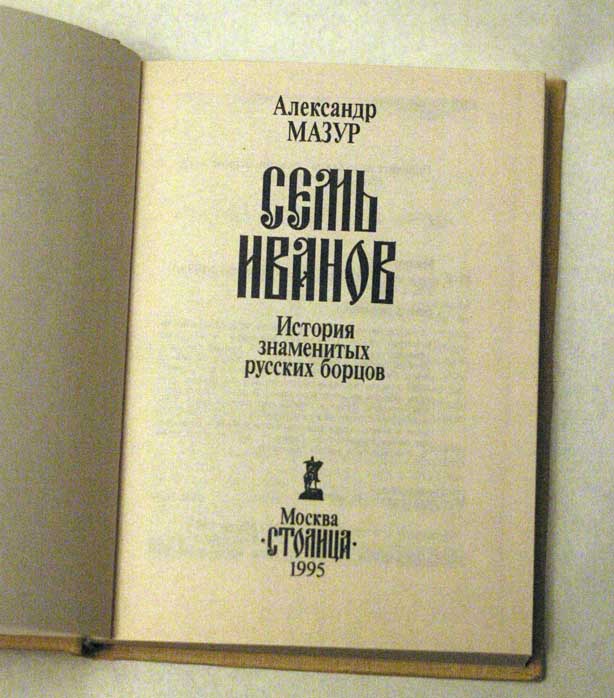 Александр
МАЗУР
СЕМЬ
ИВАНОВ
История
знаменитых
русских борцов
Москва
·СТОЛИЦА·
1995